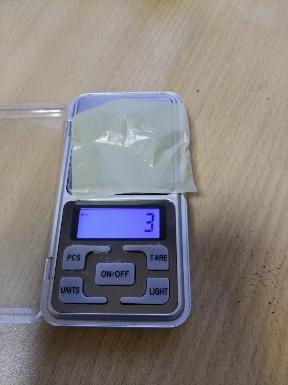 3
PCS
TARE
ON/OFF
UNITS
LIGHT